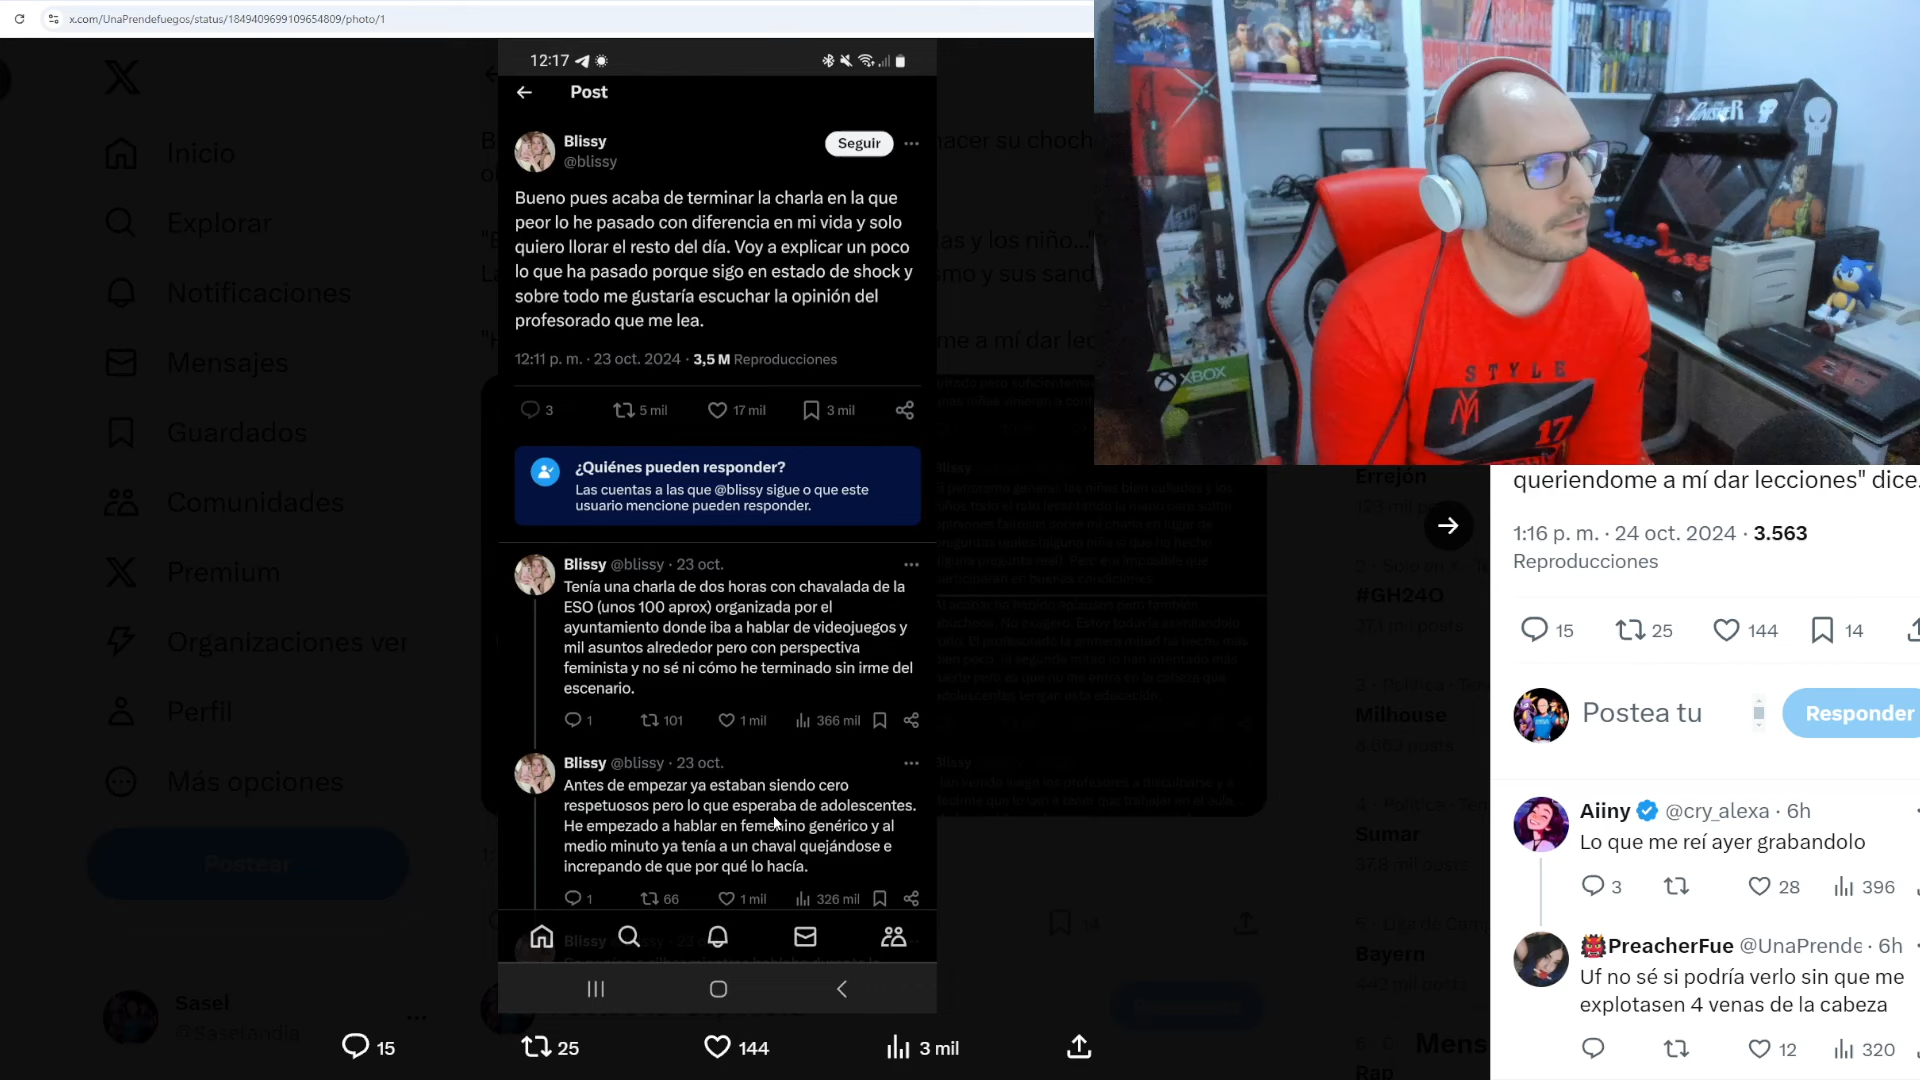 x.com/UnaPrendefuegos/status/1849409699109654809/photo/1
12:17
Post
Blissy
@blissy
Seguir
Bueno pues acaba de terminar la charla en la que
peor lo he pasado con diferencia en mi vida y solo
quiero llorar el resto del día. Voy a explicar un poco
lo que ha pasado porque sigo en estado de shock y
sobre todo me gustaría escuchar la opinión del
profesorado que me lea.
12:11 p. m. · 23 oct. 2024 · 3,5 M Reproducciones
3
5 mil
17 mil
3 mil
¿Quiénes pueden responder?
Las cuentas a las que @blissy sigue o que este
usuario mencione pueden responder.
Blissy @blissy · 23 oct.
Tenía una charla de dos horas con chavalada de la
ESO (unos 100 aprox) organizada por el
ayuntamiento donde iba a hablar de videojuegos y
mil asuntos alrededor pero con perspectiva
feminista y no sé ni cómo he terminado sin irme del
escenario.
1
101
1 mil
366 mil
Blissy @blissy · 23 oct.
Antes de empezar ya estaban siendo cero
respetuosos pero lo que esperaba de adolescentes.
He empezado a hablar en femenino genérico y al
medio minuto ya tenía a un chaval quejándose e
increpando de que por qué lo hacía.
1
66
1 mil
326 mil
15
25
144
3 mil
Inicio
Explorar
Notificaciones
Mensajes
Guardados
Comunidades
Premium
Organizaciones ver
Perfil
Más opciones
Postear
Sasel
@Saselandia
Errejón
#GH24O
Milhouse
Sumar
Bayern
Rap
PUNISHER
XBOX
STYLE
17
queriendome a mí dar lecciones" dice.
1:16 p. m. · 24 oct. 2024 · 3.563
Reproducciones
15
25
144
14
Postea tu
Responder
Aiiny @cry_alexa · 6h
Lo que me reí ayer grabandolo
3
28
396
PreacherFue @UnaPrende · 6h
Uf no sé si podría verlo sin que me
explotasen 4 venas de la cabeza
12
320